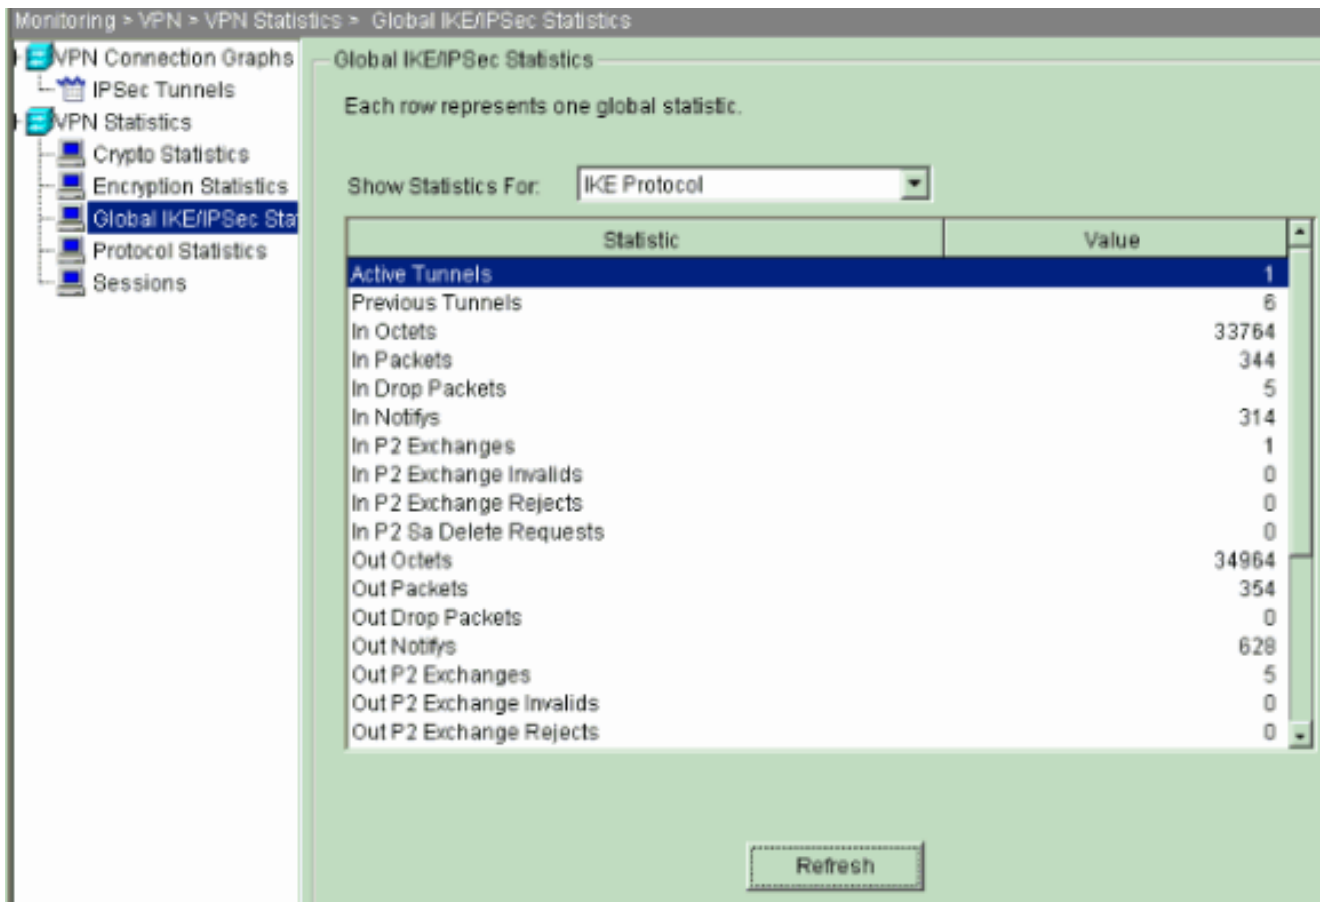 Monitoring > VPN > VPN Statistics > Global IKE/IPSec Statistics
VPN Connection Graphs
IPSec Tunnels
VPN Statistics
Crypto Statistics
Encryption Statistics
Global IKE/IPSec Sta
Protocol Statistics
Sessions
Global IKE/IPSec Statistics
Each row represents one global statistic.
Show Statistics For: IKE Protocol
Statistic Value
Active Tunnels 1
Previous Tunnels 6
In Octets 33764
In Packets 344
In Drop Packets 5
In Notifys 314
In P2 Exchanges 1
In P2 Exchange Invalids 0
In P2 Exchange Rejects 0
In P2 Sa Delete Requests 0
Out Octets 34964
Out Packets 354
Out Drop Packets 0
Out Notifys 628
Out P2 Exchanges 5
Out P2 Exchange Invalids 0
Out P2 Exchange Rejects 0
Refresh